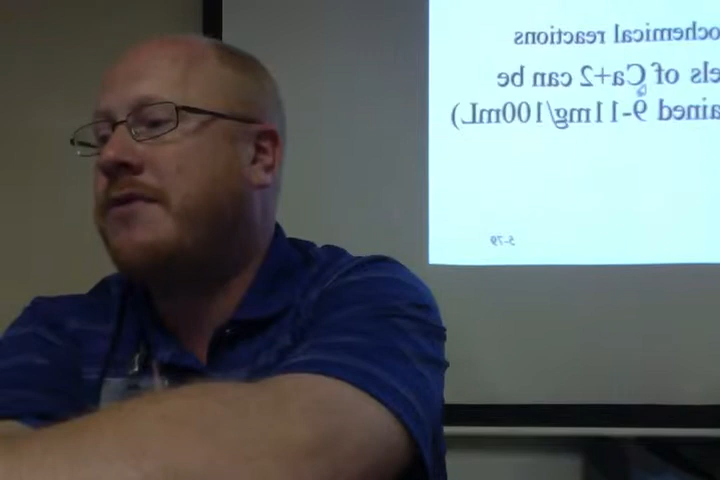 ochemical reactions
els of Ca+2 can be
ained 9-11mg/100mL)
5-79